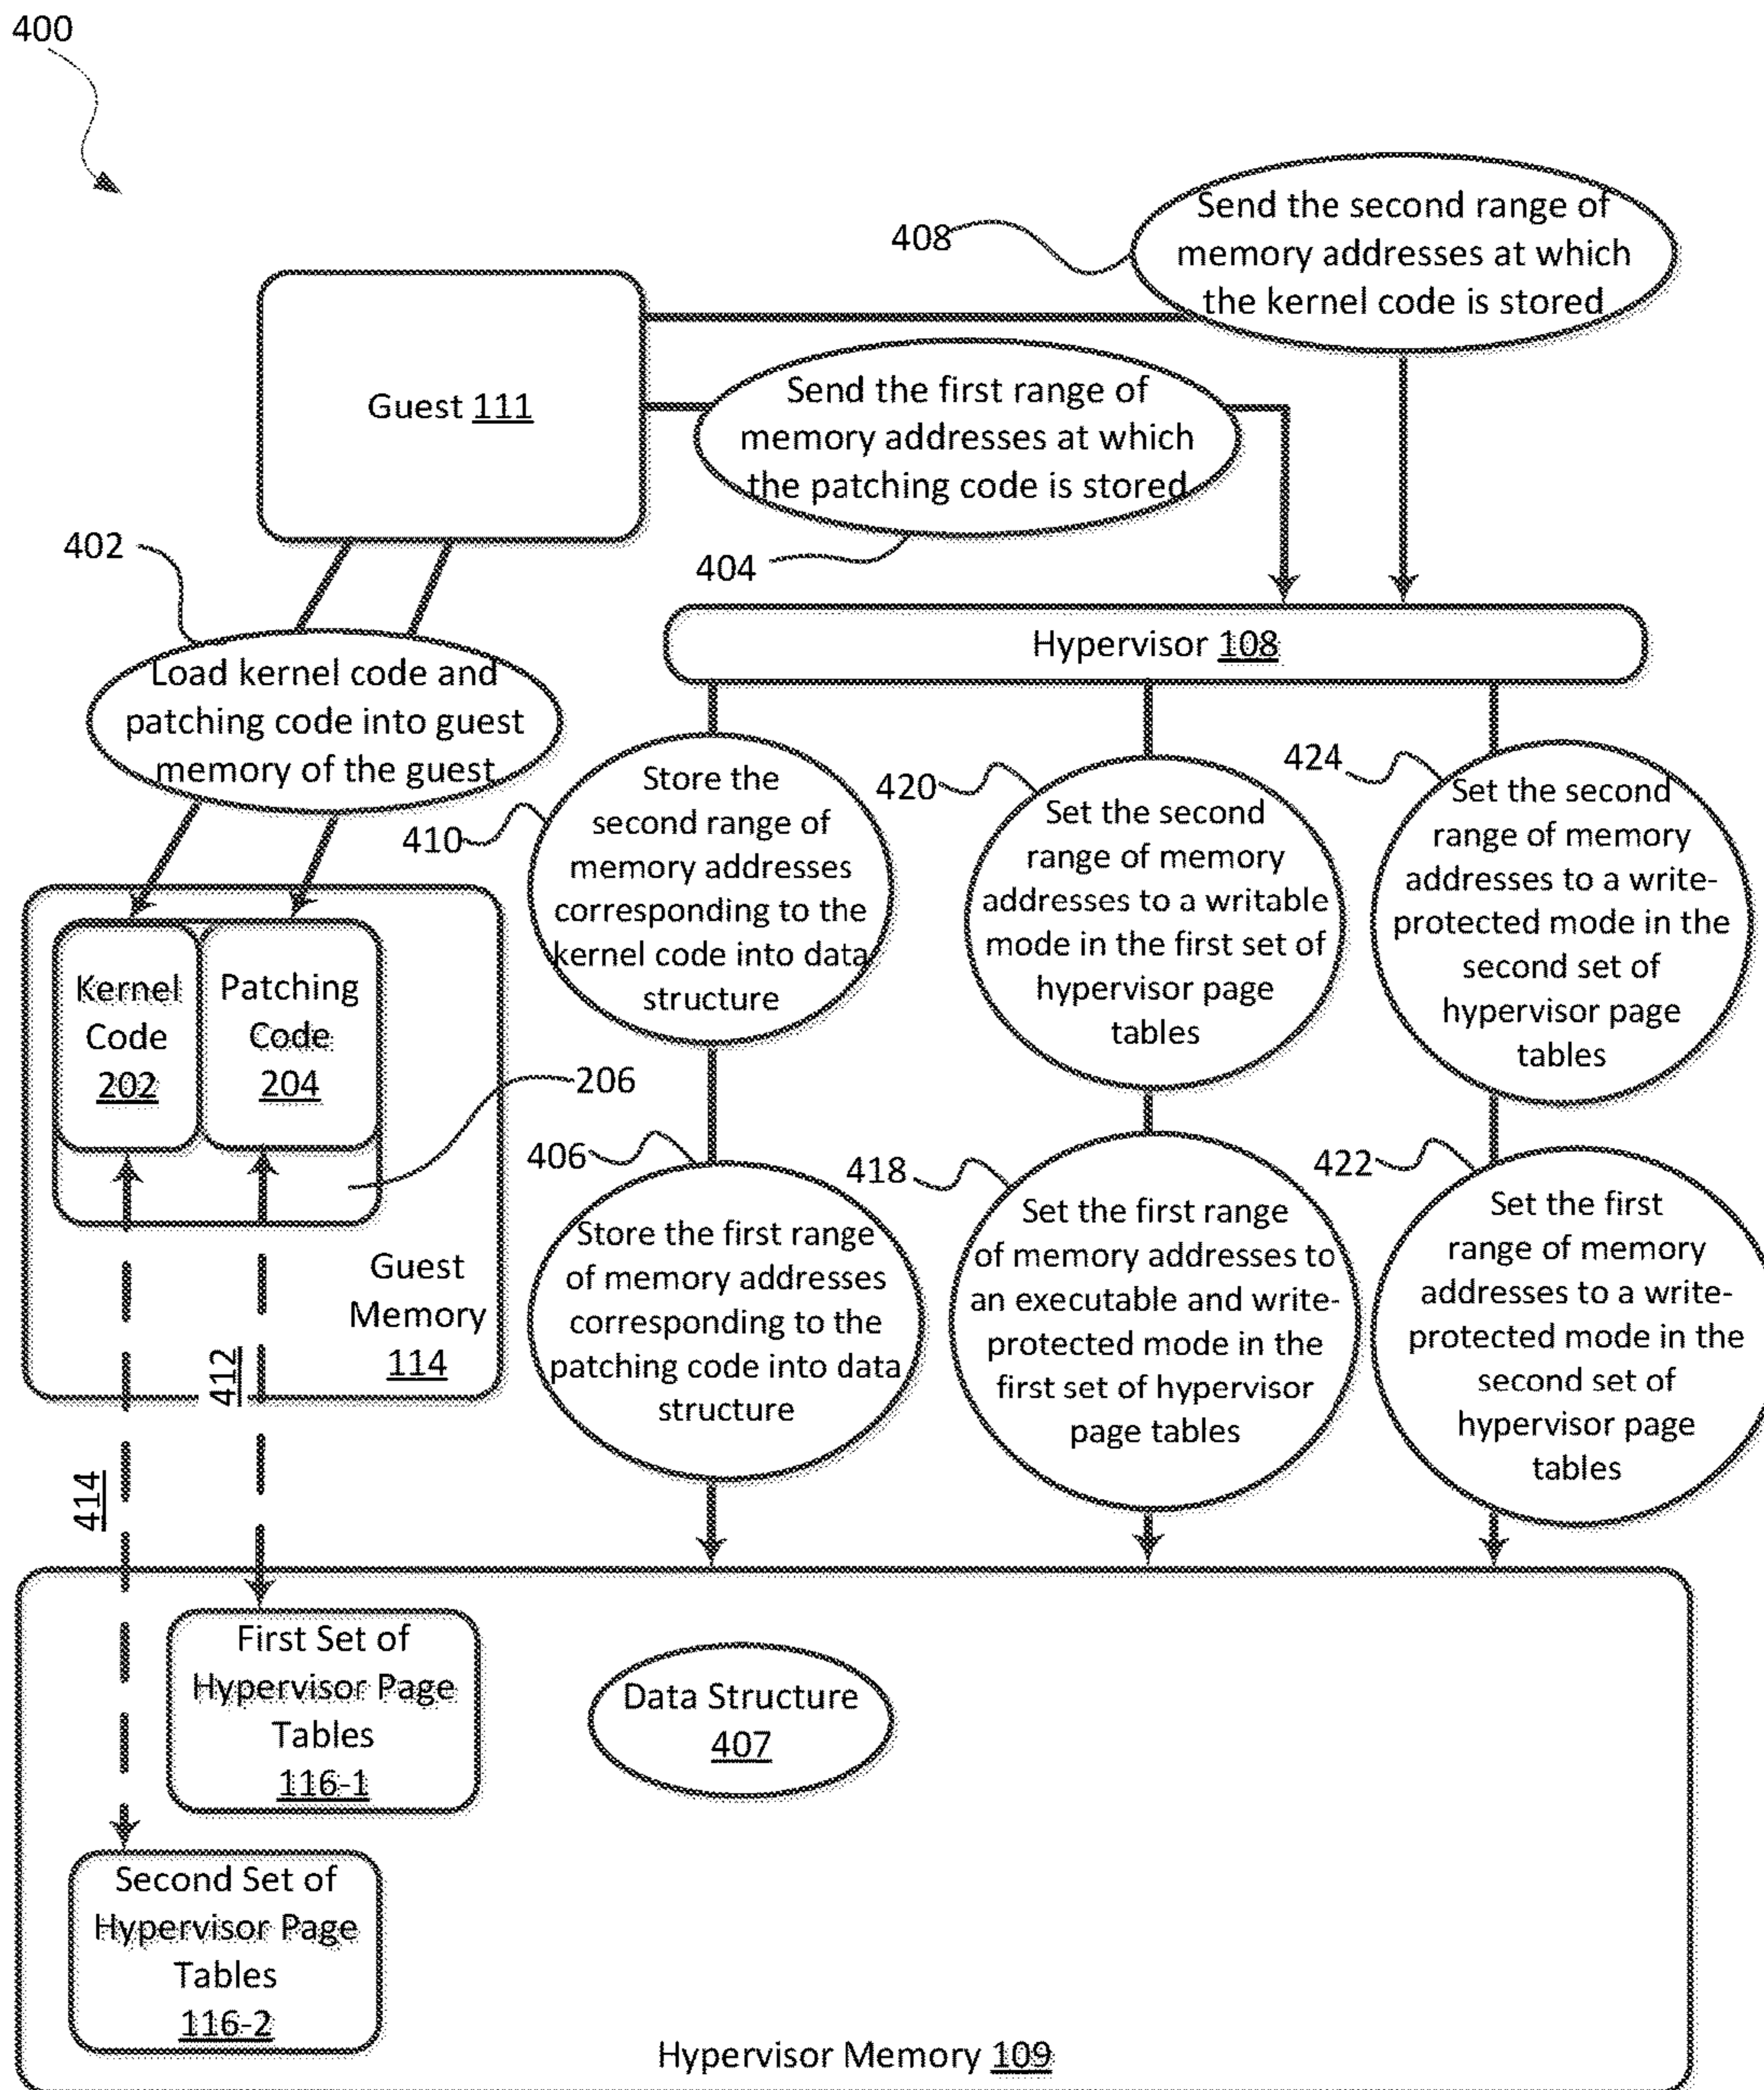 400
408
Send the second range of
memory addresses at which
the kernel code is stored
Guest 111
Send the first range of
memory addresses at which
the patching code is stored
404
402
Load kernel code and
patching code into guest
memory of the guest
Hypervisor 108
410
Store the
second range of
memory addresses
corresponding to the
kernel code into data
structure
420
Set the second
range of memory
addresses to a writable
mode in the first set of
hypervisor page
tables
424
Set the second
range of memory
addresses to a write-
protected mode in the
second set of
hypervisor page
tables
Kernel
Code
202
Patching
Code
204
206
Guest
Memory
114
406
Store the first range
of memory addresses
corresponding to the
patching code into data
structure
418
Set the first range
of memory addresses to
an executable and write-
protected mode in the
first set of hypervisor
page tables
422
Set the first
range of memory
addresses to a write-
protected mode in the
second set of
hypervisor page
tables
412
414
First Set of
Hypervisor Page
Tables
116-1
Data Structure
407
Second Set of
Hypervisor Page
Tables
116-2
Hypervisor Memory 109